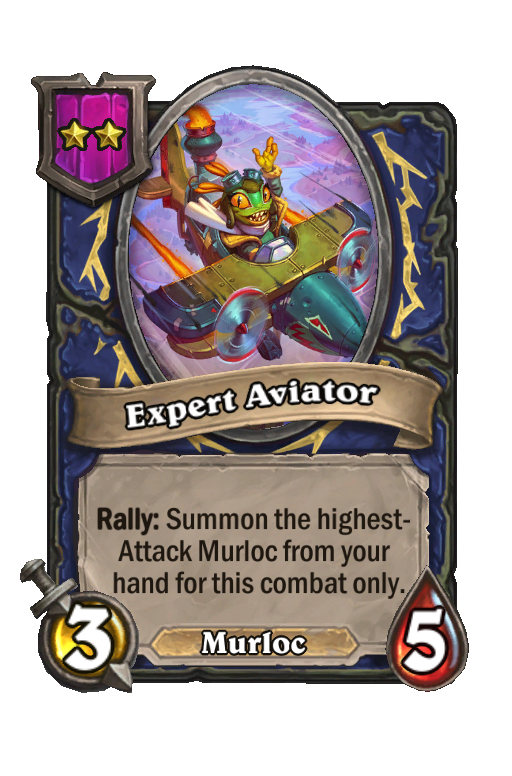 Expert Aviator
Rally: Summon the highest-
Attack Murloc from your
hand for this combat only.
3
Murloc
5